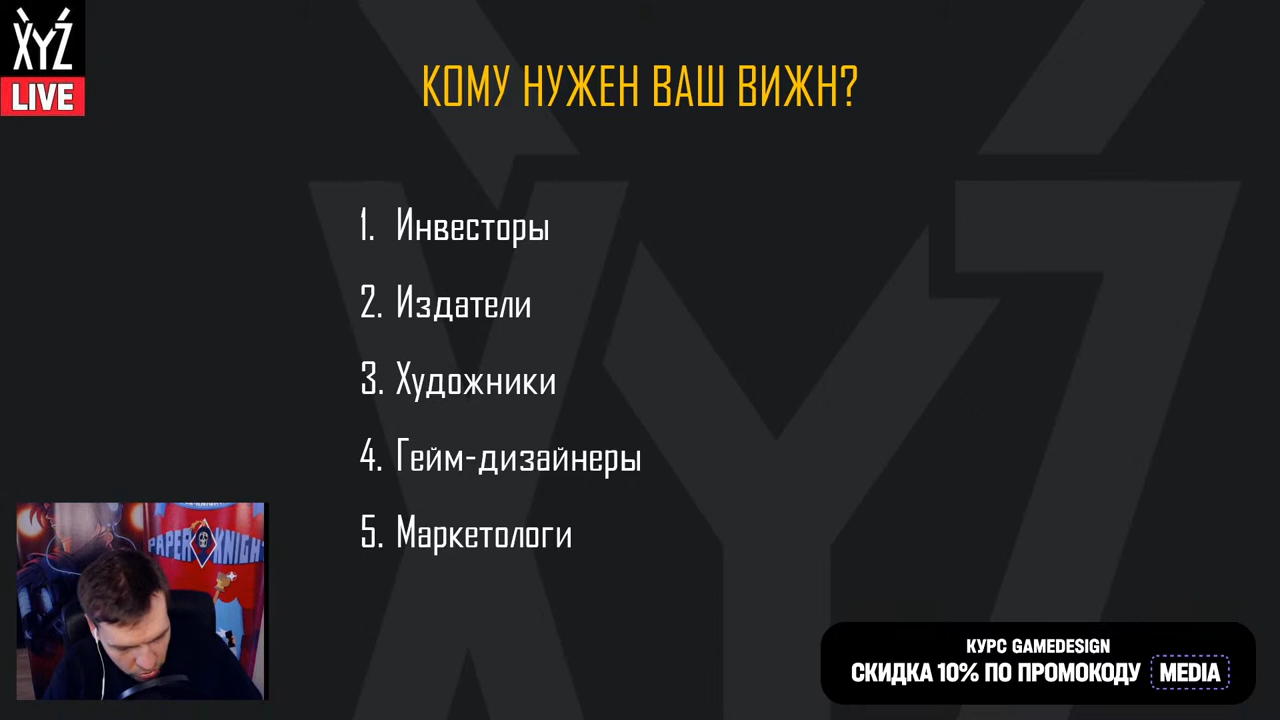 XYZ
LIVE
КОМУ НУЖЕН ВАШ ВИЖН?
1. Инвесторы
2. Издатели
3. Художники
4. Гейм-дизайнеры
5. Маркетологи
PAPER KNIGHT
КУРС GAMEDESIGN
СКИДКА 10% ПО ПРОМОКОДУ MEDIA